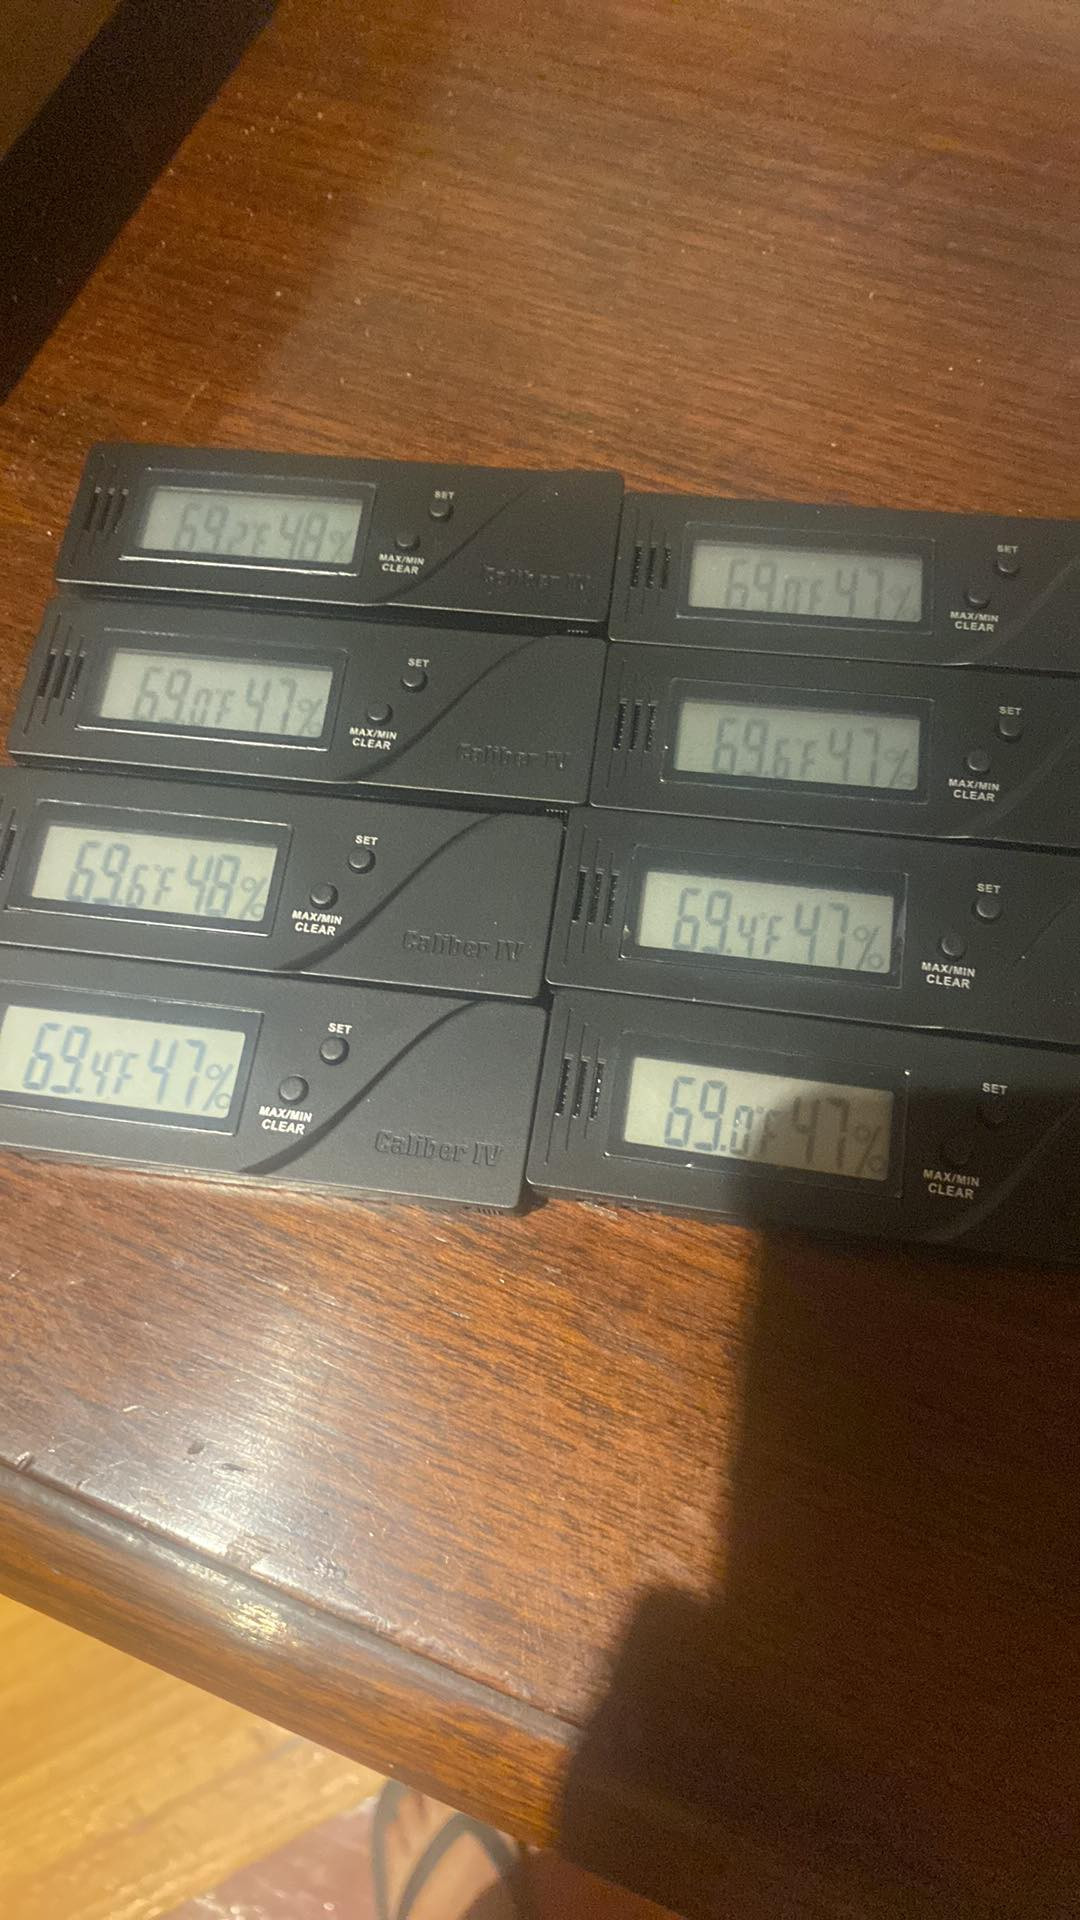 69.2°F 48%
SET
MAX/MIN
CLEAR
Caliber IV
69.0°F 47%
SET
MAX/MIN
CLEAR
69.0°F 47%
SET
MAX/MIN
CLEAR
Caliber IV
69.6°F 47%
SET
MAX/MIN
CLEAR
69.6°F 48%
SET
MAX/MIN
CLEAR
Caliber IV
69.4°F 47%
SET
MAX/MIN
CLEAR
69.4°F 47%
SET
MAX/MIN
CLEAR
Caliber IV
69.0°F 47%
SET
MAX/MIN
CLEAR